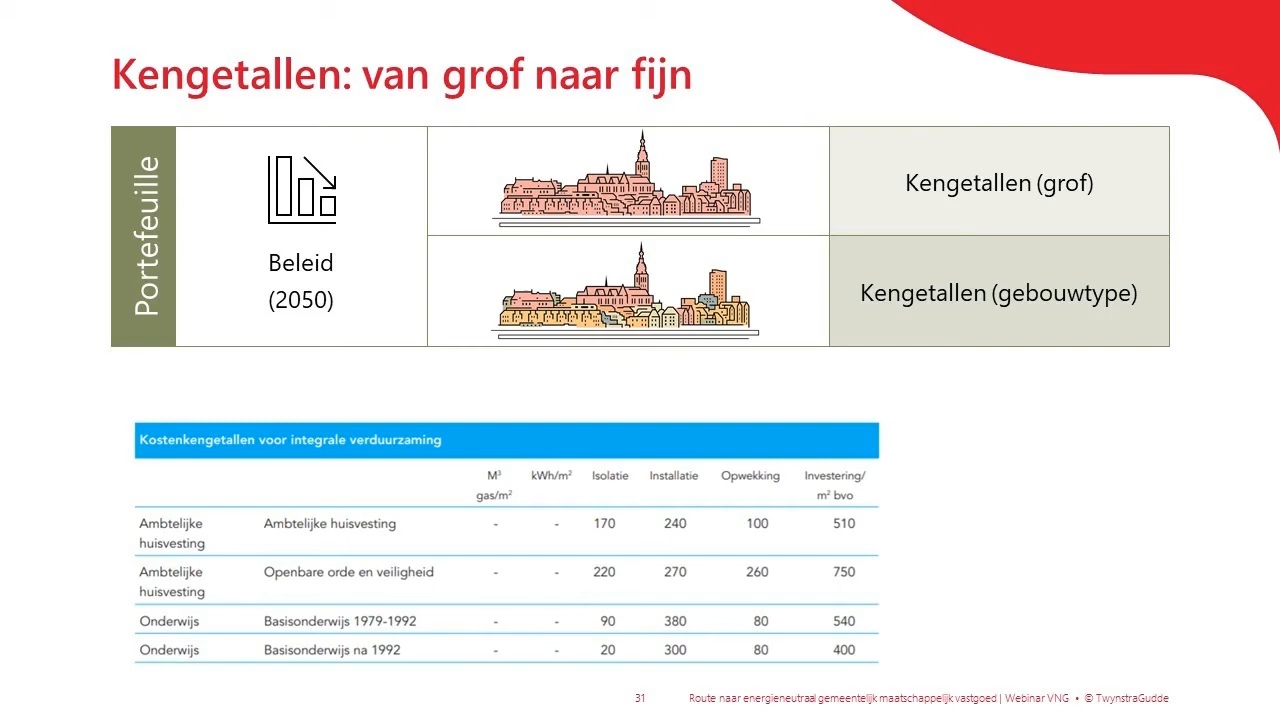 Kengetallen: van grof naar fijn
Portefeuille
Beleid
(2050)
Kengetallen (grof)
Kengetallen (gebouwtype)
Kostenkengetallen voor integrale verduurzaming
M³ gas/m² kWh/m² Isolatie Installatie Opwekking Investering/ m² bvo
Ambtelijke huisvesting Ambtelijke huisvesting - - 170 240 100 510
Ambtelijke huisvesting Openbare orde en veiligheid - - 220 270 260 750
Onderwijs Basisonderwijs 1979-1992 - - 90 380 80 540
Onderwijs Basisonderwijs na 1992 - - 20 300 80 400
31 Route naar energieneutraal gemeentelijk maatschappelijk vastgoed | Webinar VNG • © TwynstraGudde